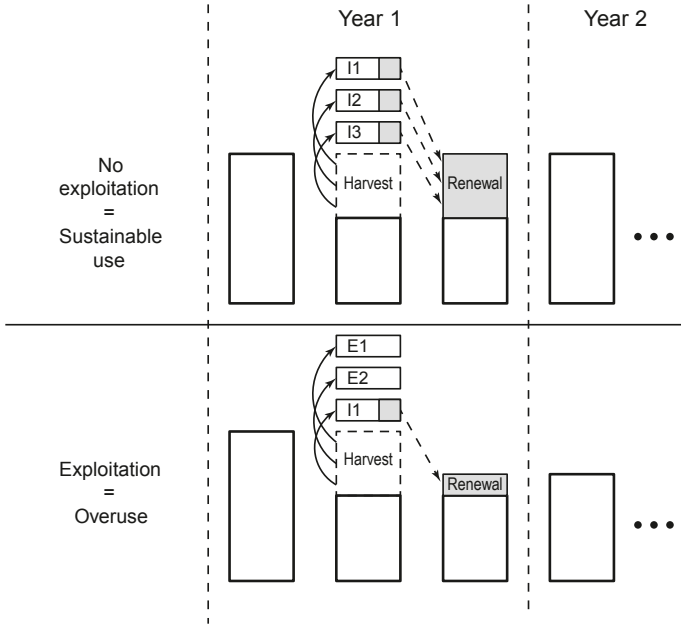 Year 1
Year 2
No
exploitation
=
Sustainable
use
I1
I2
I3
Harvest
Renewal
Exploitation
=
Overuse
E1
E2
I1
Harvest
Renewal